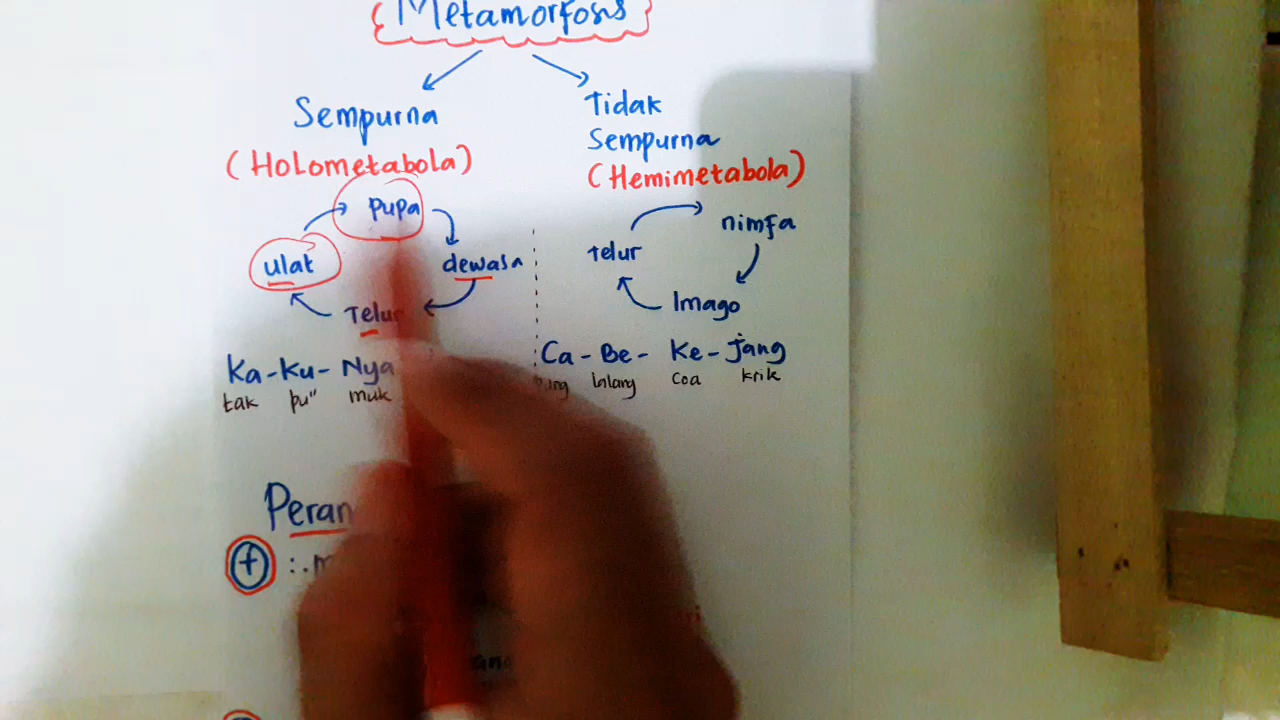 Metamorfosis
Sempurna
(Holometabola)
Tidak
Sempurna
(Hemimetabola)
pupa
ulat
dewasa
Telur
nimfa
Telur
Imago
Ka-Ku-Nya
tak pu" muk
Ca-Be-Ke-jang
lalang coa krik
Peran
+ :